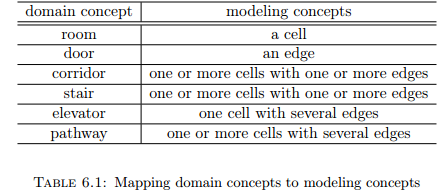 domain concept modeling concepts
room a cell
door an edge
corridor one or more cells with one or more edges
stair one or more cells with one or more edges
elevator one cell with several edges
pathway one or more cells with several edges
TABLE 6.1: Mapping domain concepts to modeling concepts